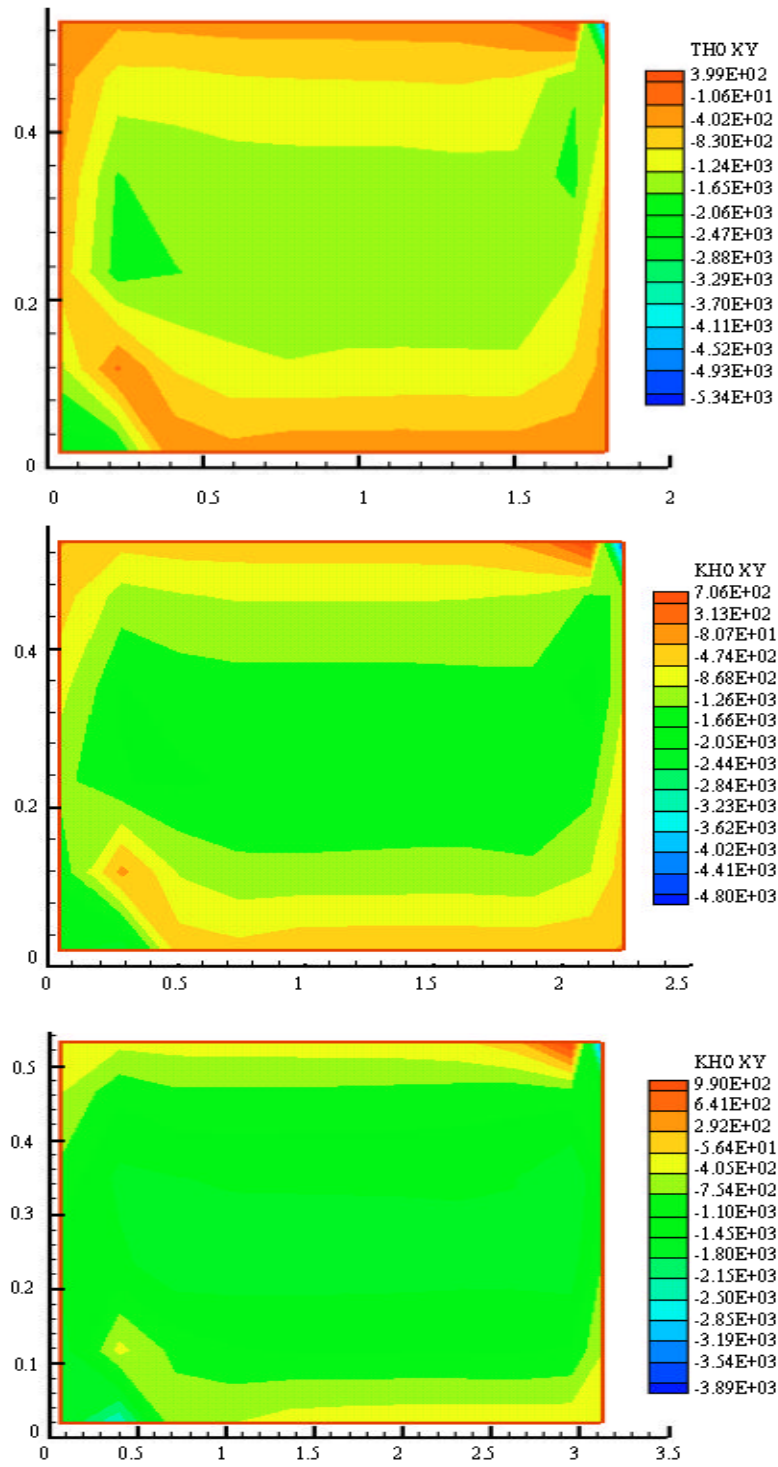 TH0 XY
3.99E+02
-1.06E+01
-4.02E+02
-8.30E+02
-1.24E+03
-1.65E+03
-2.06E+03
-2.47E+03
-2.88E+03
-3.29E+03
-3.70E+03
-4.11E+03
-4.52E+03
-4.93E+03
-5.34E+03
0.4
0.2
0
0 0.5 1 1.5 2
KH0 XY
7.06E+02
3.13E+02
-8.07E+01
-4.74E+02
-8.68E+02
-1.26E+03
-1.66E+03
-2.05E+03
-2.44E+03
-2.84E+03
-3.23E+03
-3.62E+03
-4.02E+03
-4.41E+03
-4.80E+03
0.4
0.2
0
0 0.5 1 1.5 2 2.5
KH0 XY
9.90E+02
6.41E+02
2.92E+02
-5.64E+01
-4.05E+02
-7.54E+02
-1.10E+03
-1.45E+03
-1.80E+03
-2.15E+03
-2.50E+03
-2.85E+03
-3.19E+03
-3.54E+03
-3.89E+03
0.5
0.4
0.3
0.2
0.1
0
0 0.5 1 1.5 2 2.5 3 3.5